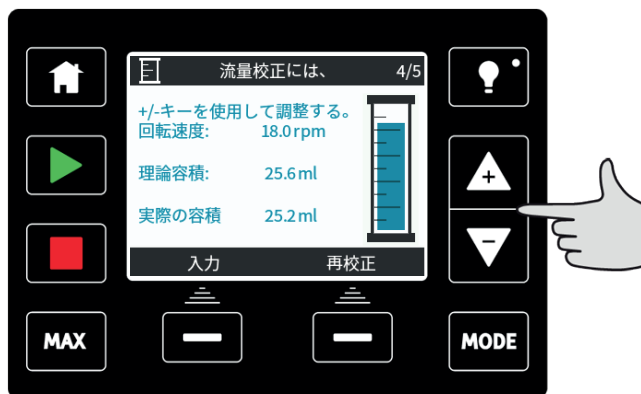 流量校正には、 4/5
+/-キーを使用して調整する。
回転速度: 18.0 rpm
理論容積: 25.6 ml
実際の容積 25.2 ml
入力 再校正
+
-
MAX
MODE